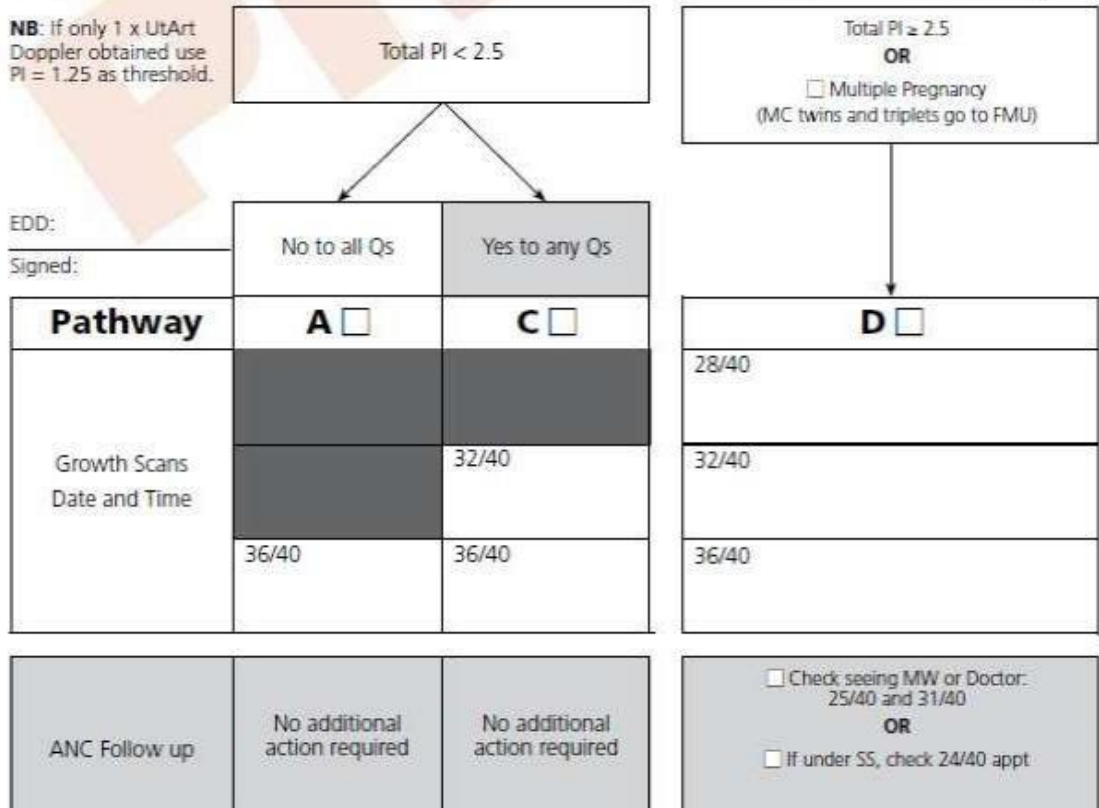 NB: If only 1 x UtArt
Doppler obtained use
PI = 1.25 as threshold.
Total PI < 2.5
Total PI ≥ 2.5
OR
☐ Multiple Pregnancy
(MC twins and triplets go to FMU)
EDD:
Signed:
No to all Qs
Yes to any Qs
Pathway
A ☐
C ☐
D ☐
Growth Scans
Date and Time
28/40
32/40
32/40
36/40
36/40
36/40
ANC Follow up
No additional
action required
No additional
action required
☐ Check seeing MW or Doctor:
25/40 and 31/40
OR
☐ If under SS, check 24/40 appt